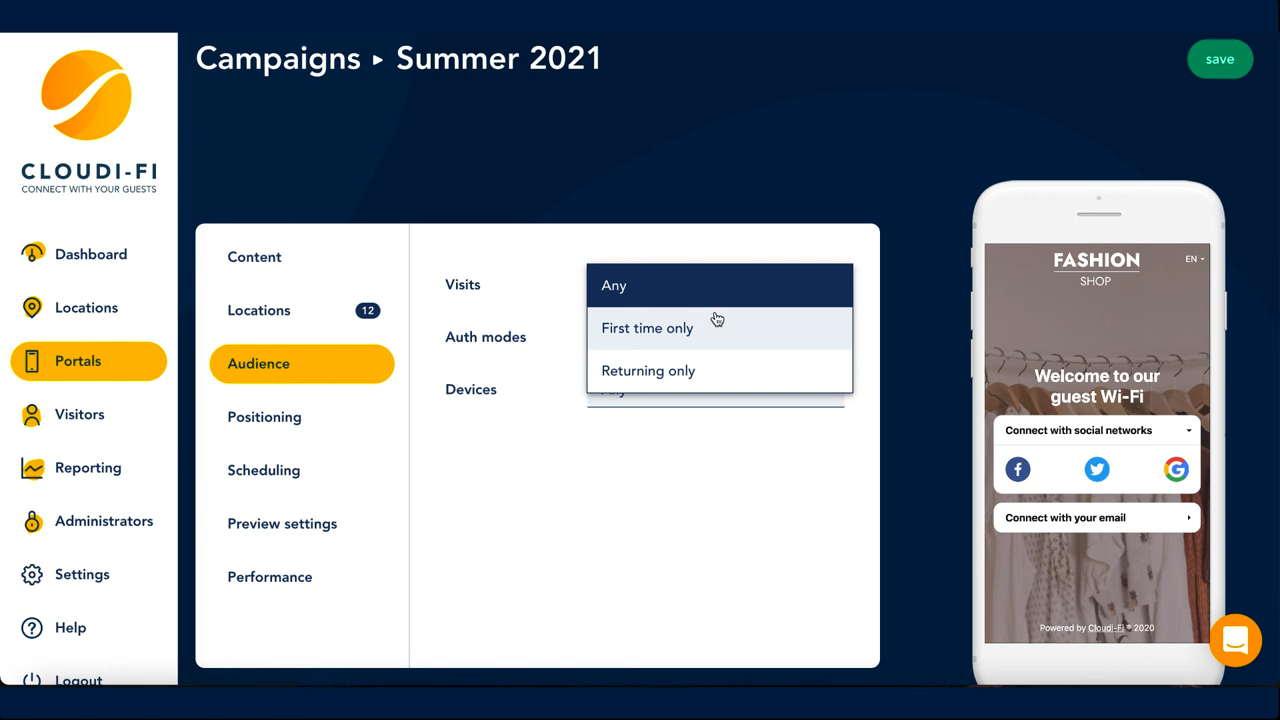 Campaigns ▸ Summer 2021
save
CLOUDI-FI
CONNECT WITH YOUR GUESTS
Dashboard
Locations
Portals
Visitors
Reporting
Administrators
Settings
Help
Logout
Content
Locations 12
Audience
Positioning
Scheduling
Preview settings
Performance
Visits
Auth modes
Devices
Any
First time only
Returning only
Any
FASHION
SHOP
EN
Welcome to our
guest Wi-Fi
Connect with social networks
Connect with your email
Powered by Cloudi-Fi © 2020